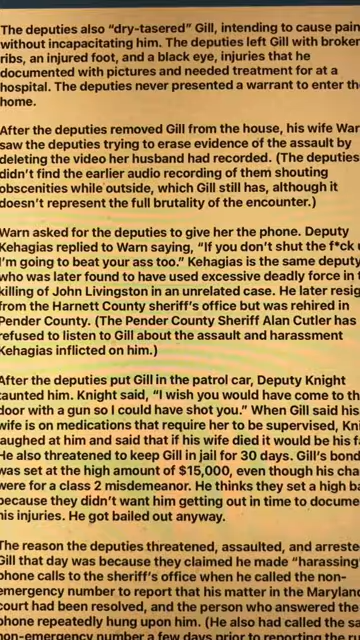 The deputies also “dry-tasered” Gill, intending to cause pain
without incapacitating him. The deputies left Gill with broken
ribs, an injured foot, and a black eye, injuries that he
documented with pictures and needed treatment for at a
hospital. The deputies never presented a warrant to enter the
home.
After the deputies removed Gill from the house, his wife War
saw the deputies trying to erase evidence of the assault by
deleting the video her husband had recorded. (The deputies
didn’t find the earlier audio recording of them shouting
obscenities while outside, which Gill still has, although it
doesn’t represent the full brutality of the encounter.)
Warn asked for the deputies to give her the phone. Deputy
Kehagias replied to Warn saying, “If you don’t shut the f*ck u
I’m going to beat your ass too.” Kehagias is the same deputy
who was later found to have used excessive deadly force in t
killing of John Livingston in an unrelated case. He later resig
from the Harnett County sheriff’s office but was rehired in
Pender County. (The Pender County Sheriff Alan Cutler has
refused to listen to Gill about the assault and harassment
Kehagias inflicted on him.)
After the deputies put Gill in the patrol car, Deputy Knight
taunted him. Knight said, “I wish you would have come to th
door with a gun so I could have shot you.” When Gill said his
wife is on medications that require her to be supervised, Kni
laughed at him and said that if his wife died it would be his fa
He also threatened to keep Gill in jail for 30 days. Gill’s bond
was set at the high amount of $15,000, even though his cha
were for a class 2 misdemeanor. He thinks they set a high ba
because they didn’t want him getting out in time to docume
his injuries. He got bailed out anyway.
The reason the deputies threatened, assaulted, and arreste
Gill that day was because they claimed he made “harassing
phone calls to the sheriff’s office when he called the non-
emergency number to report that his matter in the Maryland
court had been resolved, and the person who answered the
phone repeatedly hung upon him. (He also had called the
non-emergency number a few days prior to reporting the